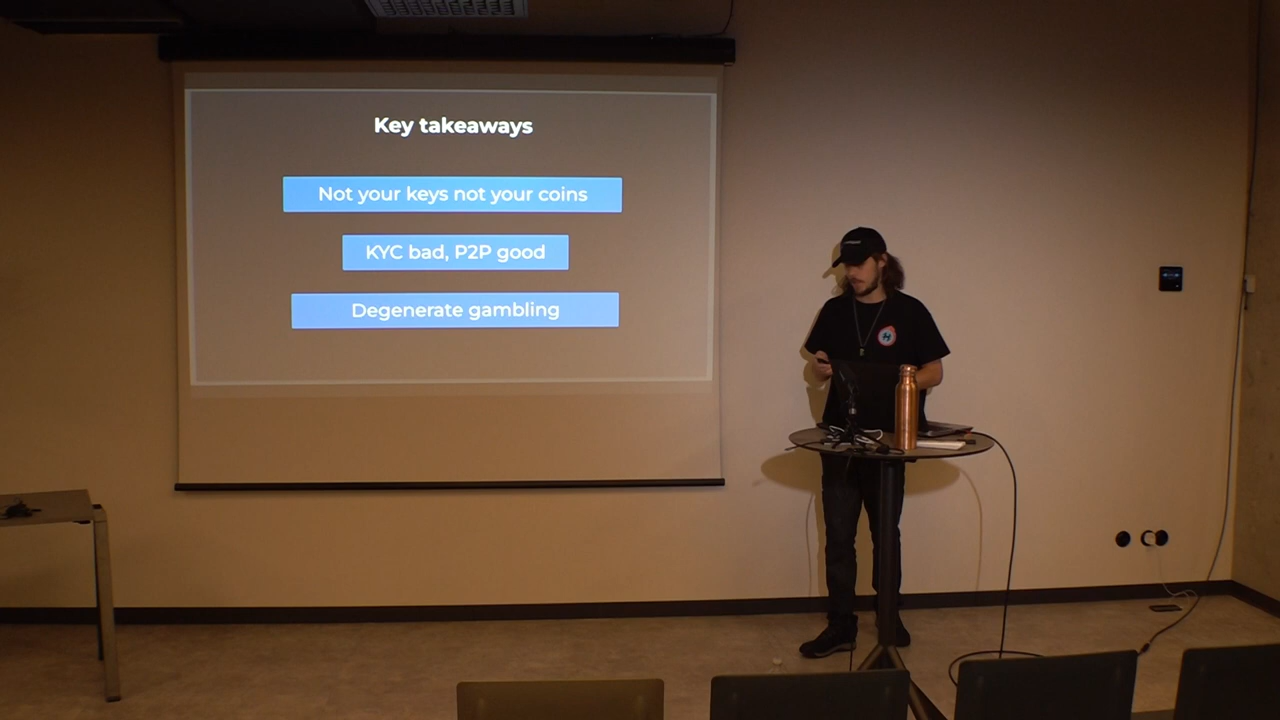 Key takeaways
Not your keys not your coins
KYC bad, P2P good
Degenerate gambling